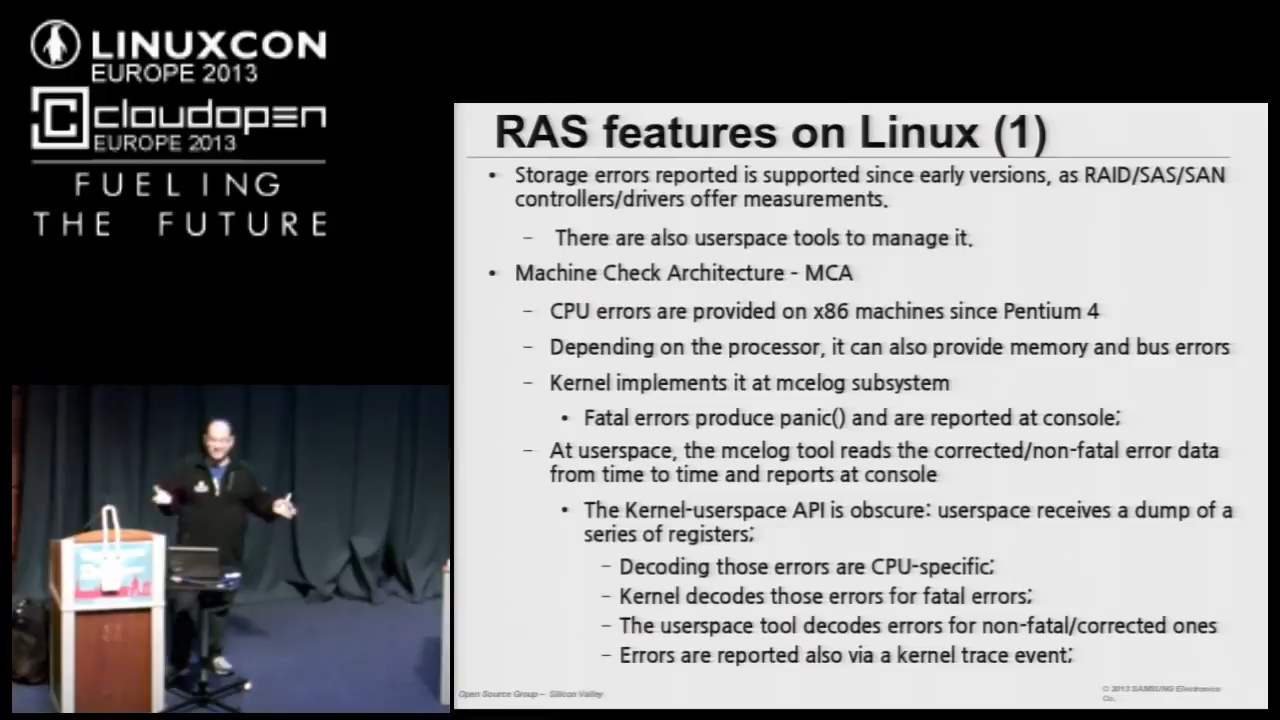 LINUXCON
EUROPE 2013
cloudopen
EUROPE 2013
FUELING
THE FUTURE
RAS features on Linux (1)
• Storage errors reported is supported since early versions, as RAID/SAS/SAN
controllers/drivers offer measurements.
– There are also userspace tools to manage it.
• Machine Check Architecture - MCA
– CPU errors are provided on x86 machines since Pentium 4
– Depending on the processor, it can also provide memory and bus errors
– Kernel implements it at mcelog subsystem
• Fatal errors produce panic() and are reported at console;
– At userspace, the mcelog tool reads the corrected/non-fatal error data
from time to time and reports at console
• The Kernel-userspace API is obscure: userspace receives a dump of a
series of registers;
– Decoding those errors are CPU-specific;
– Kernel decodes those errors for fatal errors;
– The userspace tool decodes errors for non-fatal/corrected ones
– Errors are reported also via a kernel trace event;
Open Source Group – Silicon Valley
© 2013 SAMSUNG Electronics
Co.